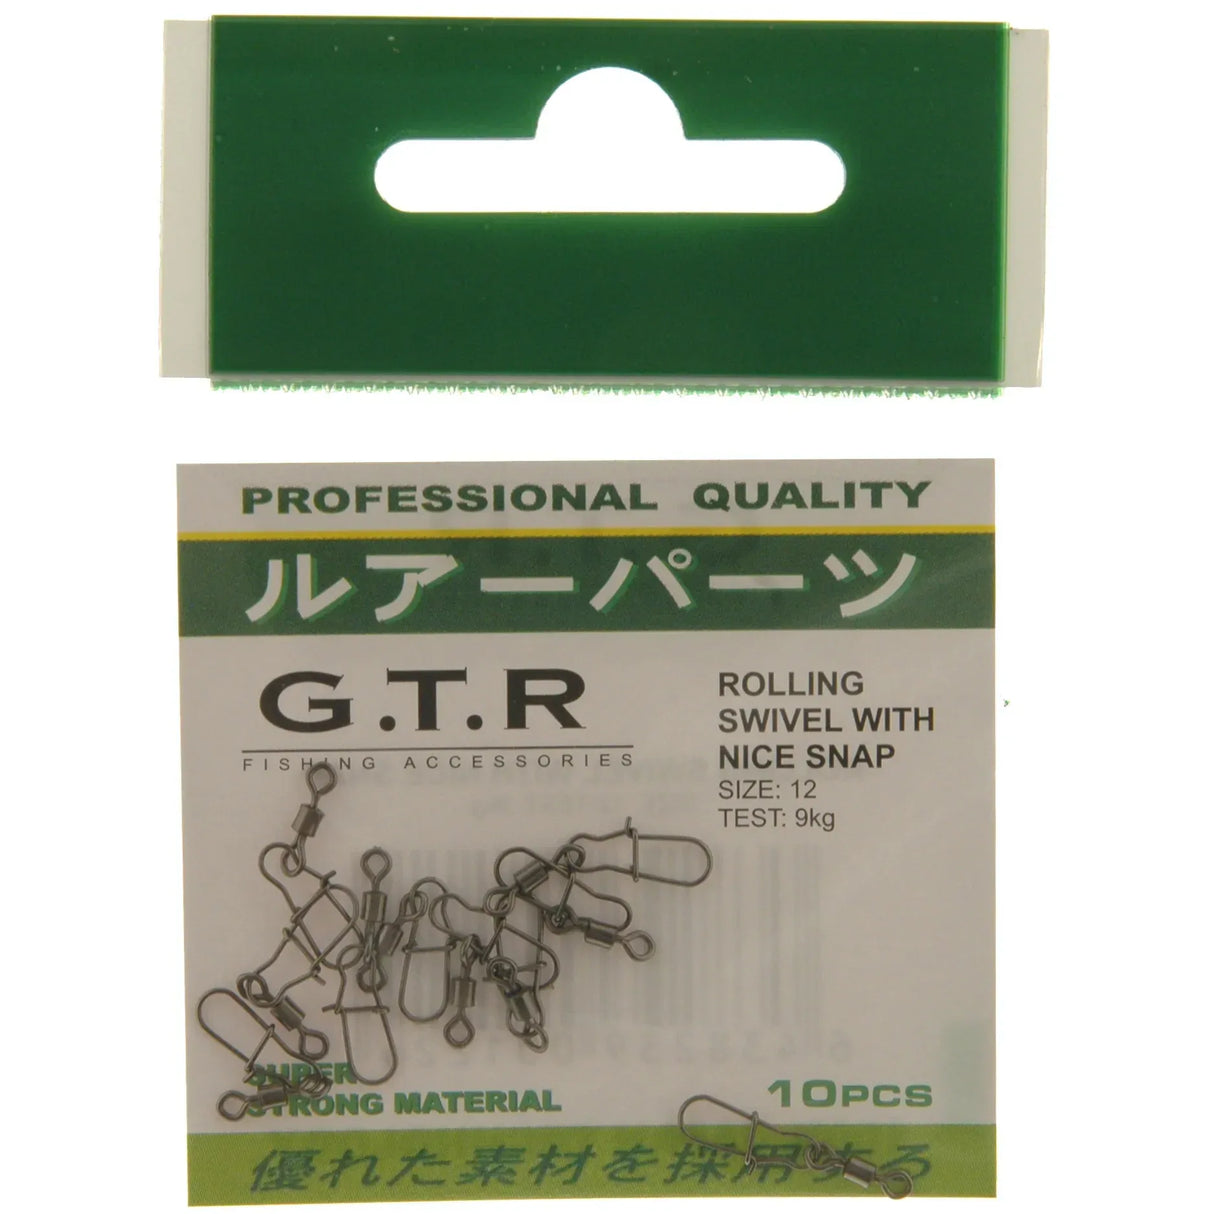 PROFESSIONAL QUALITY
ルアーパーツ
G.T.R
FISHING ACCESSORIES
ROLLING
SWIVEL WITH
NICE SNAP
SIZE: 12
TEST: 9kg
SUPER
STRONG MATERIAL
10PCS
優れた素材を採用する